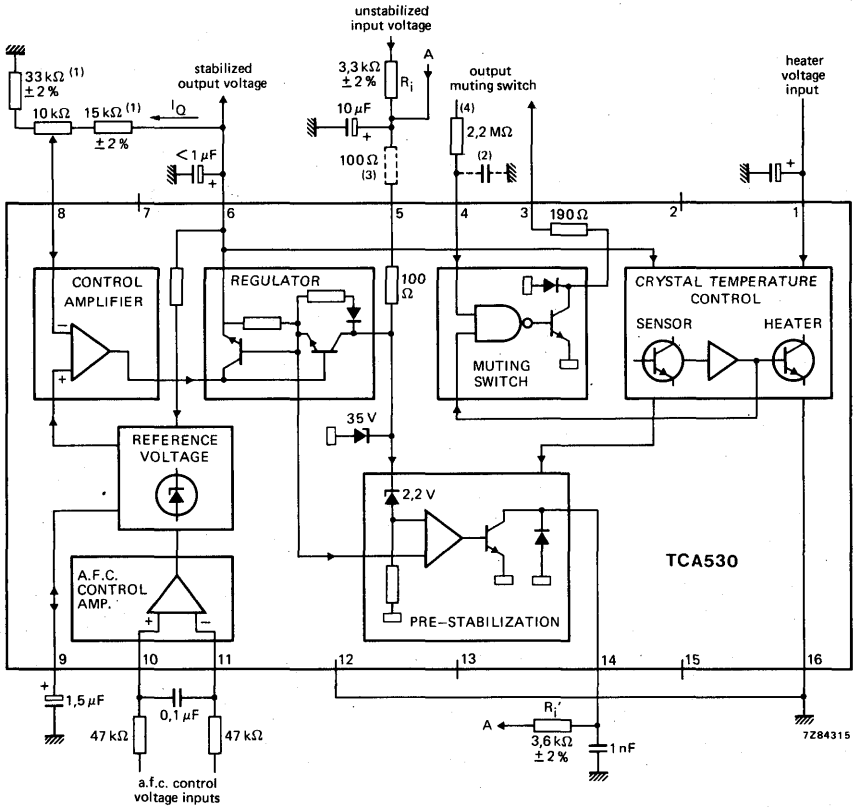 unstabilized
input voltage
A
33 kΩ (1)
± 2%
stabilized
output voltage
3,3 kΩ
± 2%
Ri
output
muting switch
heater
voltage
input
10 kΩ
15 kΩ (1)
± 2%
IQ
10 μF
+
(4)
2,2 MΩ
< 1 μF
+
100 Ω
(3)
(2)
+
8
7
6
5
4
3
190 Ω
2
1
CONTROL
AMPLIFIER
REGULATOR
100
Ω
MUTING
SWITCH
CRYSTAL TEMPERATURE
CONTROL
SENSOR
HEATER
−
+
35 V
REFERENCE
VOLTAGE
2,2 V
PRE-STABILIZATION
TCA530
A.F.C.
CONTROL
AMP.
+
−
9
10
11
12
13
14
15
16
+
1,5 μF
0,1 μF
47 kΩ
47 kΩ
A
Ri'
3,6 kΩ
± 2%
1 nF
7Z84315
a.f.c. control
voltage inputs